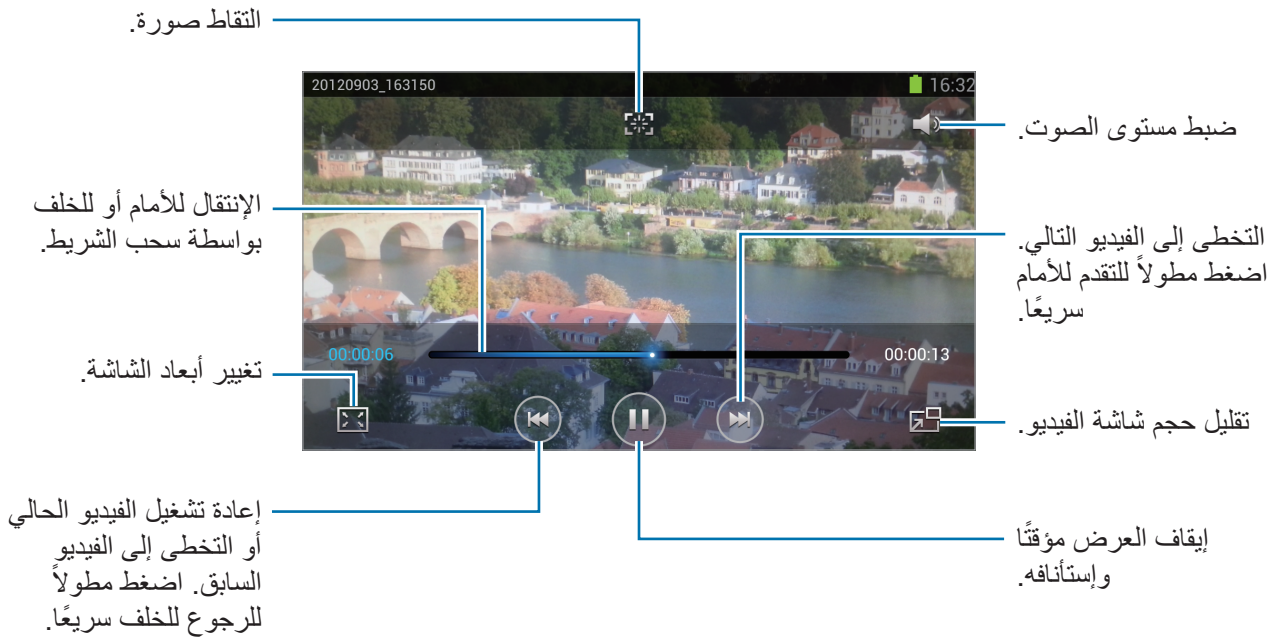 التقاط صورة.
20120903_163150
16:32
ضبط مستوى الصوت.
الإنتقال للأمام أو للخلف
بواسطة سحب الشريط.
التخطى إلى الفيديو التالي.
اضغط مطولاً للتقدم للأمام
سريعًا.
00:00:06
00:00:13
تغيير أبعاد الشاشة.
تقليل حجم شاشة الفيديو.
إعادة تشغيل الفيديو الحالي
أو التخطى إلى الفيديو
السابق. اضغط مطولاً
للرجوع للخلف سريعًا.
إيقاف العرض مؤقتًا
وإستأنافه.